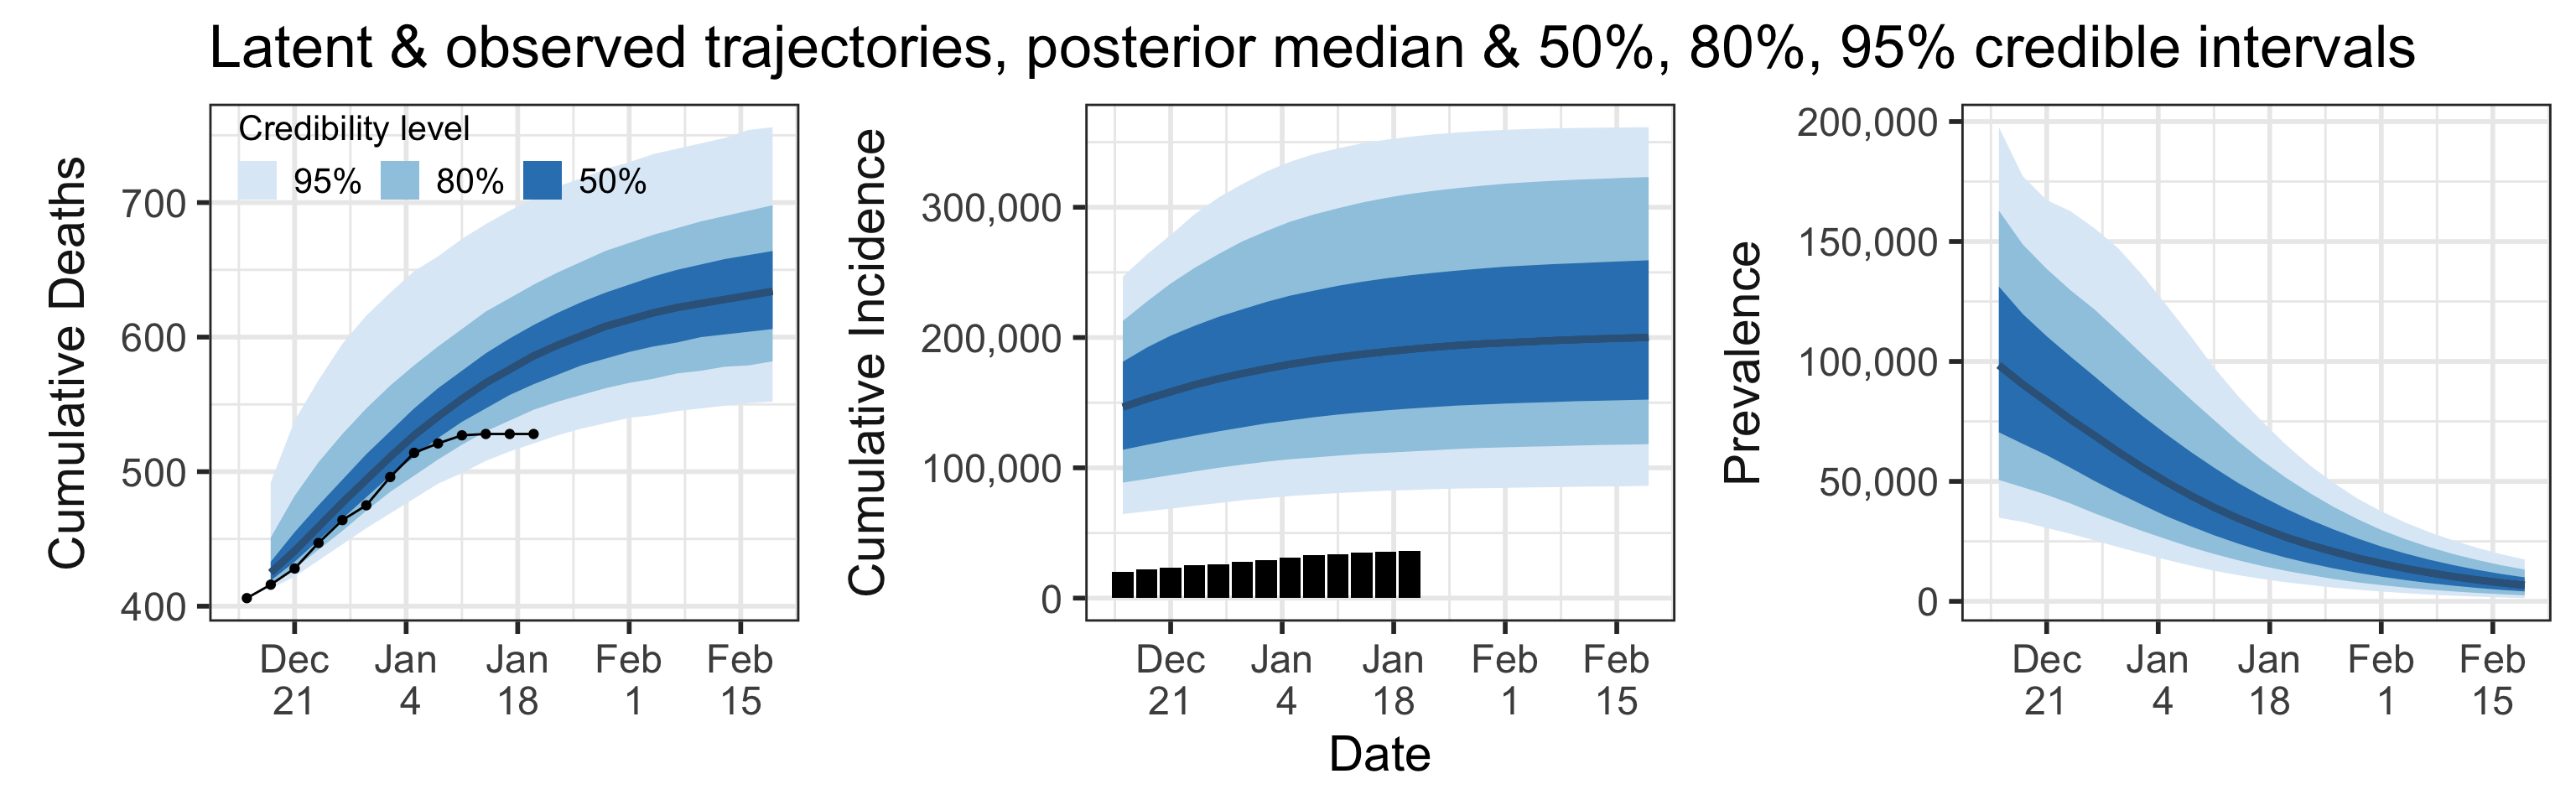 Latent & observed trajectories, posterior median & 50%, 80%, 95% credible intervals
Cumulative Deaths
700
600
500
400
Credibility level
95% 80% 50%
Dec 21 Jan 4 Jan 18 Feb 1 Feb 15
Cumulative Incidence
300,000
200,000
100,000
0
Dec 21 Jan 4 Jan 18 Feb 1 Feb 15
Prevalence
200,000
150,000
100,000
50,000
0
Dec 21 Jan 4 Jan 18 Feb 1 Feb 15
Date